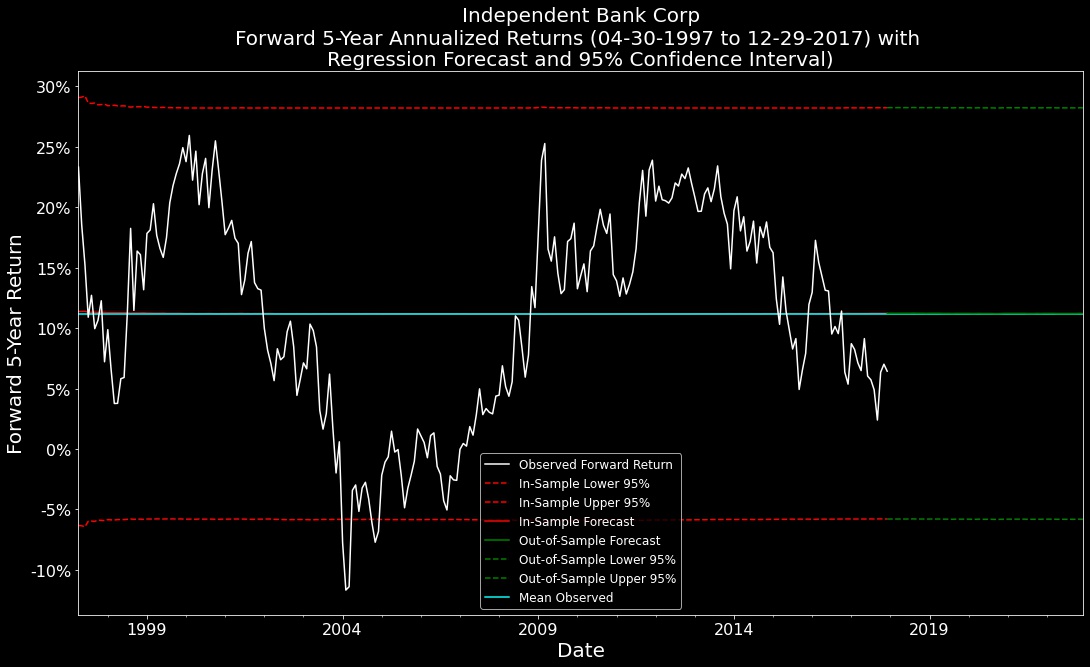 Independent Bank Corp
Forward 5-Year Annualized Returns (04-30-1997 to 12-29-2017) with
Regression Forecast and 95% Confidence Interval)
Forward 5-Year Return
30%
25%
20%
15%
10%
5%
0%
-5%
-10%
Observed Forward Return
In-Sample Lower 95%
In-Sample Upper 95%
In-Sample Forecast
Out-of-Sample Forecast
Out-of-Sample Lower 95%
Out-of-Sample Upper 95%
Mean Observed
1999
2004
2009
2014
2019
Date